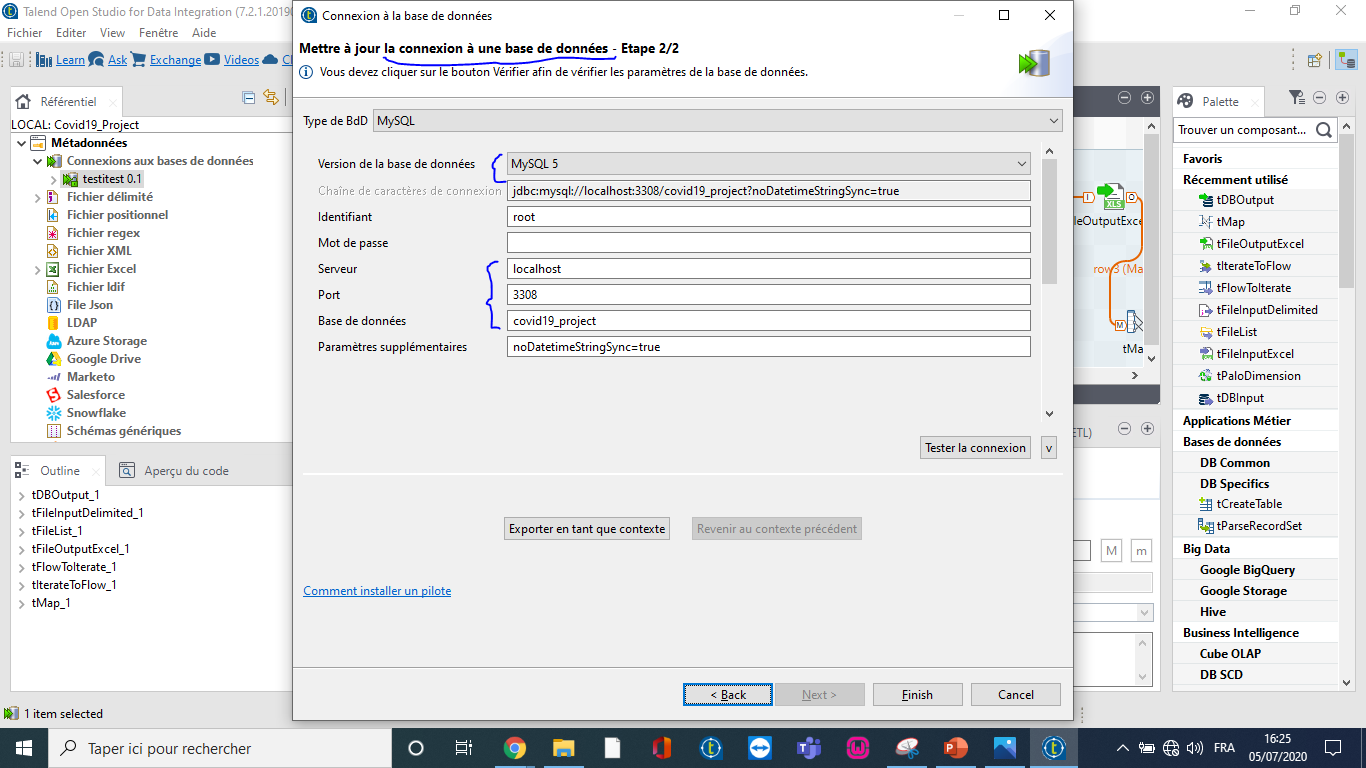 Talend Open Studio for Data Integration (7.2.1.2019
Fichier Editer View Fenêtre Aide
Learn Ask Exchange Videos Cl
Référentiel
LOCAL: Covid19_Project
Métadonnées
Connexions aux bases de données
testitest 0.1
Fichier délimité
Fichier positionnel
Fichier regex
Fichier XML
Fichier Excel
Fichier ldif
File Json
LDAP
Azure Storage
Google Drive
Marketo
Salesforce
Snowflake
Schémas génériques
Outline
Aperçu du code
tDBOutput_1
tFileInputDelimited_1
tFileList_1
tFileOutputExcel_1
tFlowToIterate_1
tIterateToFlow_1
tMap_1
1 item selected
Connexion à la base de données
Mettre à jour la connexion à une base de données - Etape 2/2
Vous devez cliquer sur le bouton Vérifier afin de vérifier les paramètres de la base de données.
Type de BdD MySQL
Version de la base de données MySQL 5
Chaîne de caractères de connexion jdbc:mysql://localhost:3308/covid19_project?noDatetimeStringSync=true
Identifiant root
Mot de passe
Serveur localhost
Port 3308
Base de données covid19_project
Paramètres supplémentaires noDatetimeStringSync=true
Tester la connexion v
Exporter en tant que contexte Revenir au contexte précédent
Comment installer un pilote
< Back Next > Finish Cancel
XLS
leOutputExce
row3 (Ma
M
tMa
ETL)
M m
Palette
Trouver un composant...
Favoris
Récemment utilisé
tDBOutput
tMap
tFileOutputExcel
tIterateToFlow
tFlowToIterate
tFileInputDelimited
tFileList
tFileInputExcel
tPaloDimension
tDBInput
Applications Métier
Bases de données
DB Common
DB Specifics
tCreateTable
tParseRecordSet
Big Data
Google BigQuery
Google Storage
Hive
Business Intelligence
Cube OLAP
DB SCD
Taper ici pour rechercher
FRA
16:25
05/07/2020